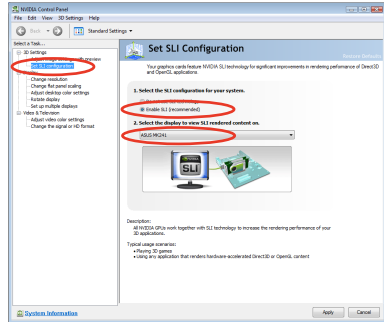 NVIDIA Control Panel
File Edit View 3D Settings Help
Back Standard Settings
Select a Task...
3D Settings
preview
Set SLI configuration
Change resolution
Change flat panel scaling
Adjust desktop color settings
Rotate display
Set up multiple displays
Video & Television
Adjust video color settings
Change the signal or HD format
Set SLI Configuration
Restore Defaults
Your graphics cards feature NVIDIA SLI technology for significant improvements in rendering performance of Direct3D
and OpenGL applications.
1. Select the SLI configuration for your system.
Enable SLI (recommended)
2. Select the display to view SLI rendered content on.
ASUS MK241
SLI
Description:
All NVIDIA GPUs work together with SLI technology to increase the rendering performance of your
3D applications.
Typical usage scenarios:
• Playing 3D games
• Using any application that renders hardware-accelerated Direct3D or OpenGL content
System Information
Apply Cancel